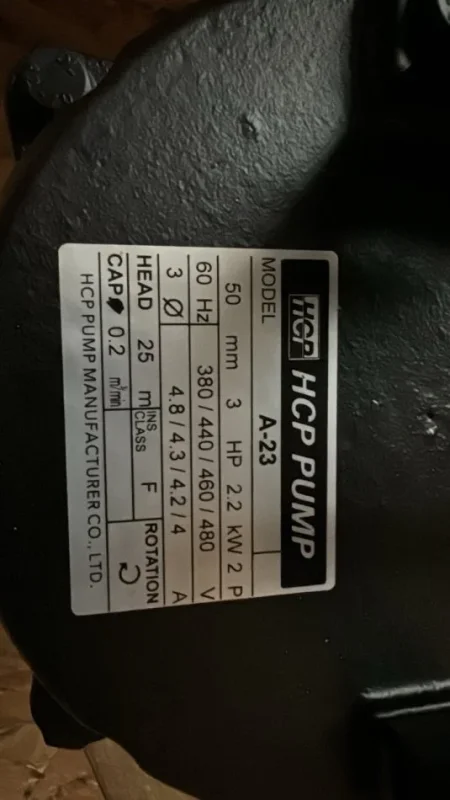 HCP HCP PUMP
MODEL A-23
50 mm 3 HP 2.2 kW 2 P
60 Hz 380/440/460/480 V
3 Ø 4.8/4.3/4.2/4 A
HEAD 25 m INS CLASS F ROTATION
CAP. 0.2 m³/min
HCP PUMP MANUFACTURER CO., LTD.